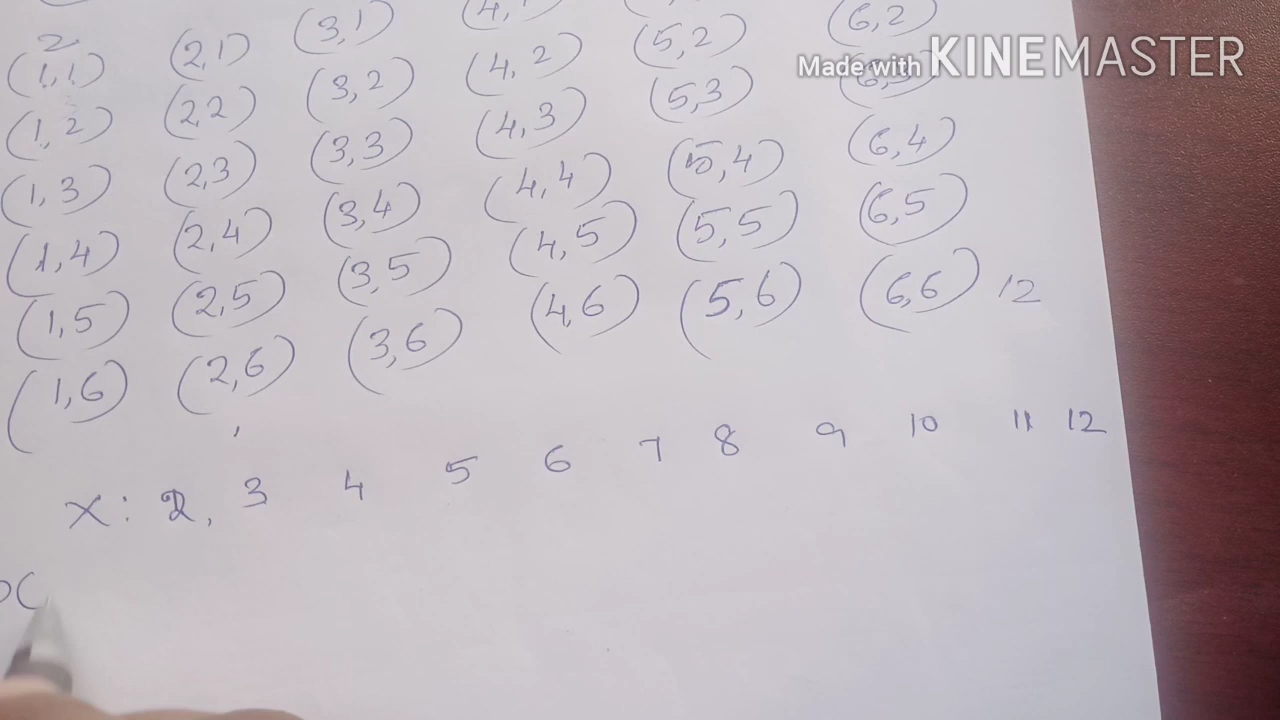 2
(1,1) (2,1) (3,1)
(1,2) (2,2) (3,2) (4,2) (5,2) (6,2)
(1,3) (2,3) (3,3) (4,3) (5,3) (6,3)
(1,4) (2,4) (3,4) (4,4) (5,4) (6,4)
(1,5) (2,5) (3,5) (4,5) (5,5) (6,5)
(1,6) (2,6) (3,6) (4,6) (5,6) (6,6) 12
X: 2, 3 4 5 6 7 8 9 10 11 12
Made with KINEMASTER